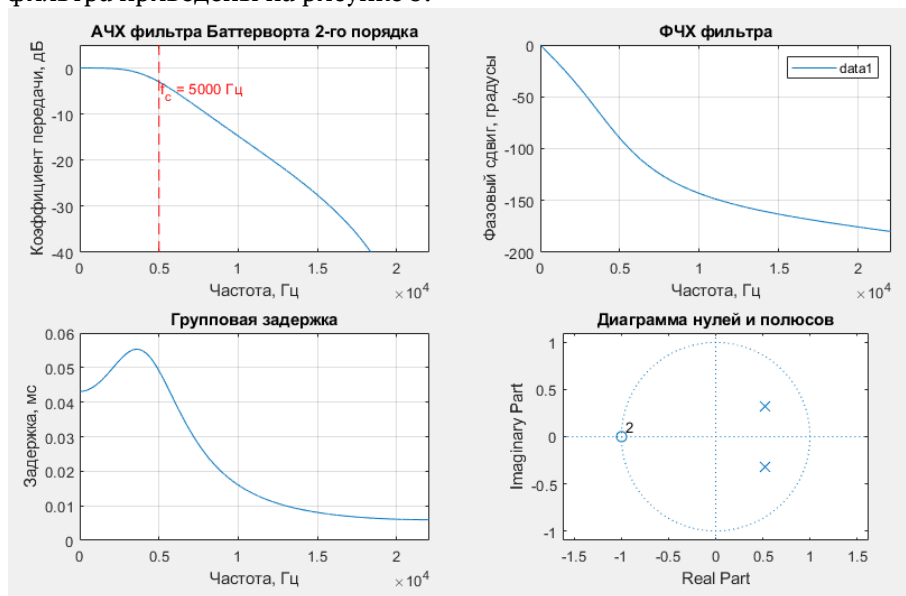 фильтра приведены на рисунке 3.
АЧХ фильтра Баттерворта 2-го порядка
Коэффициент передачи, дБ
0
-10
-20
-30
-40
f_c = 5000 Гц
0 0.5 1 1.5 2
Частота, Гц
×10^4
ФЧХ фильтра
Фазовый сдвиг, градусы
0
-50
-100
-150
-200
data1
0 0.5 1 1.5 2
Частота, Гц
×10^4
Групповая задержка
Задержка, мс
0.06
0.05
0.04
0.03
0.02
0.01
0
0 0.5 1 1.5 2
Частота, Гц
×10^4
Диаграмма нулей и полюсов
Imaginary Part
1
0.5
0
-0.5
-1
2
-1.5 -1 -0.5 0 0.5 1 1.5
Real Part